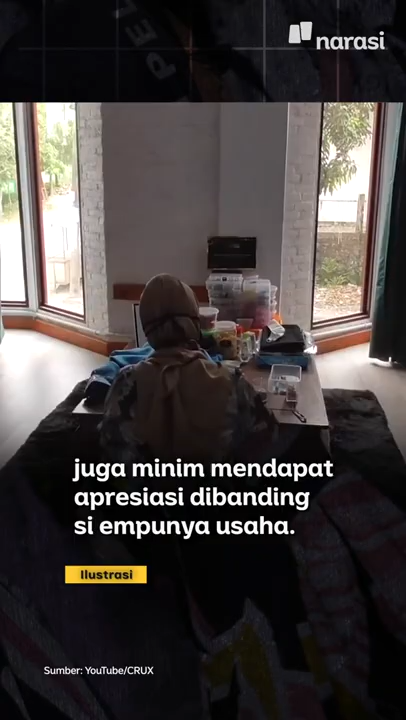 narasi
juga minim mendapat
apresiasi dibanding
si empunya usaha.
Ilustrasi
Sumber: YouTube/CRUX